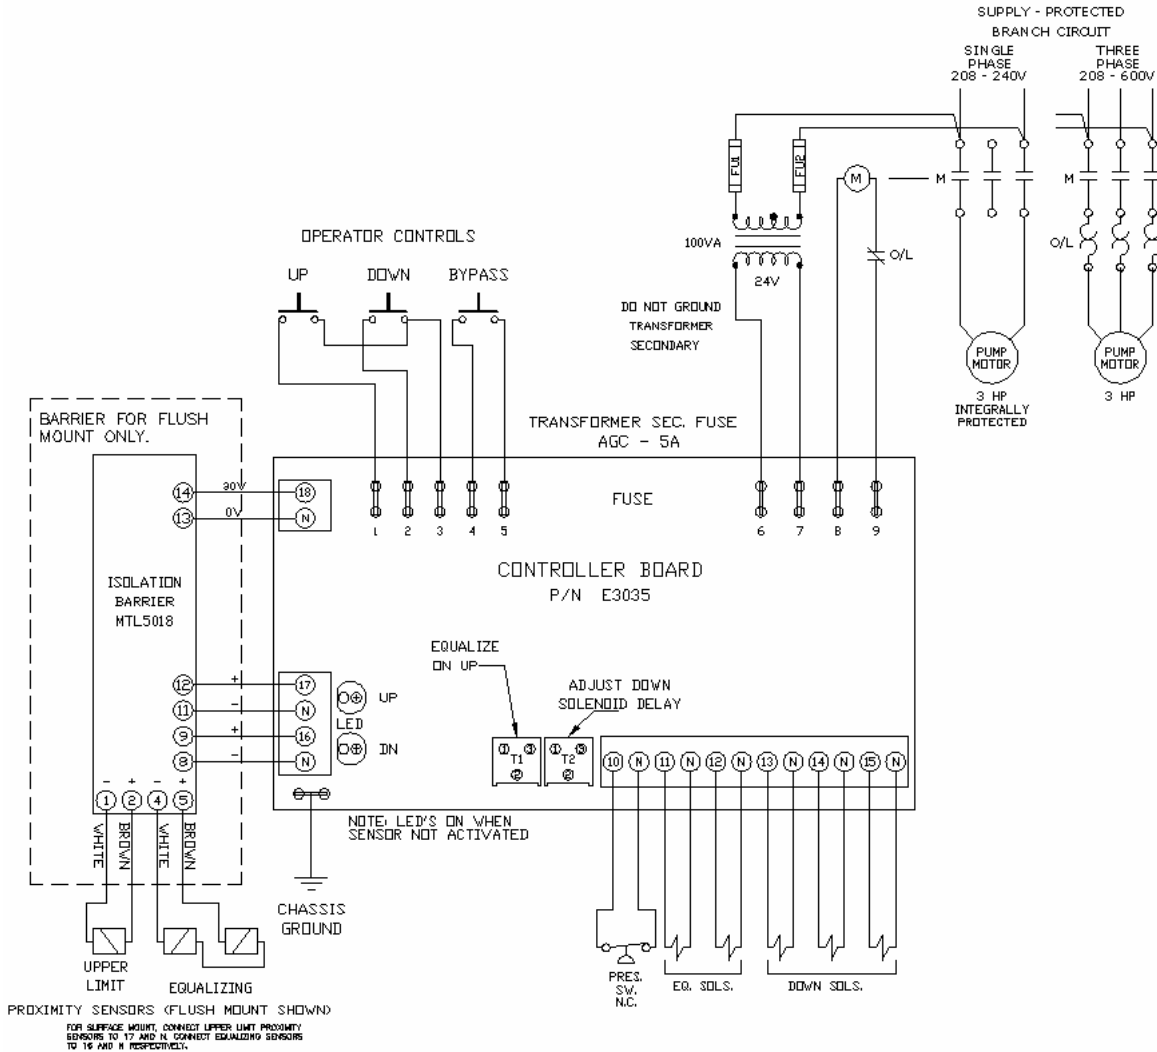 SUPPLY - PROTECTED
BRANCH CIRCUIT
SINGLE
PHASE
208 - 240V
THREE
PHASE
208 - 600V
FU1
FU2
M
M
M
OPERATOR CONTROLS
100VA
O/L
O/L
UP
DOWN
BYPASS
24V
DO NOT GROUND
TRANSFORMER
SECONDARY
PUMP
MOTOR
PUMP
MOTOR
3 HP
INTEGRALLY
PROTECTED
3 HP
BARRIER FOR FLUSH
MOUNT ONLY.
TRANSFORMER SEC. FUSE
AGC - 5A
14
30V
18
13
0V
N
FUSE
1
2
3
4
5
6
7
8
9
CONTROLLER BOARD
P/N E3035
ISOLATION
BARRIER
MTL5018
EQUALIZE
ON UP
ADJUST DOWN
SOLENOID DELAY
12
+
17
UP
11
-
N
LED
9
+
16
DN
8
-
N
1 3
T1
2
1 3
T2
2
10 N 11 N 12 N 13 N 14 N 15 N
- + - +
1 2 4 5
WHITE
BROWN
WHITE
BROWN
NOTE: LED'S ON WHEN
SENSOR NOT ACTIVATED
CHASSIS
GROUND
UPPER
LIMIT
EQUALIZING
PRES.
SW.
N.C.
EQ. SOLS.
DOWN SOLS.
PROXIMITY SENSORS (FLUSH MOUNT SHOWN)
FOR SURFACE MOUNT, CONNECT UPPER LIMIT PROXIMITY
SENSORS TO 17 AND N. CONNECT EQUALIZING SENSORS
TO 16 AND N RESPECTIVELY.